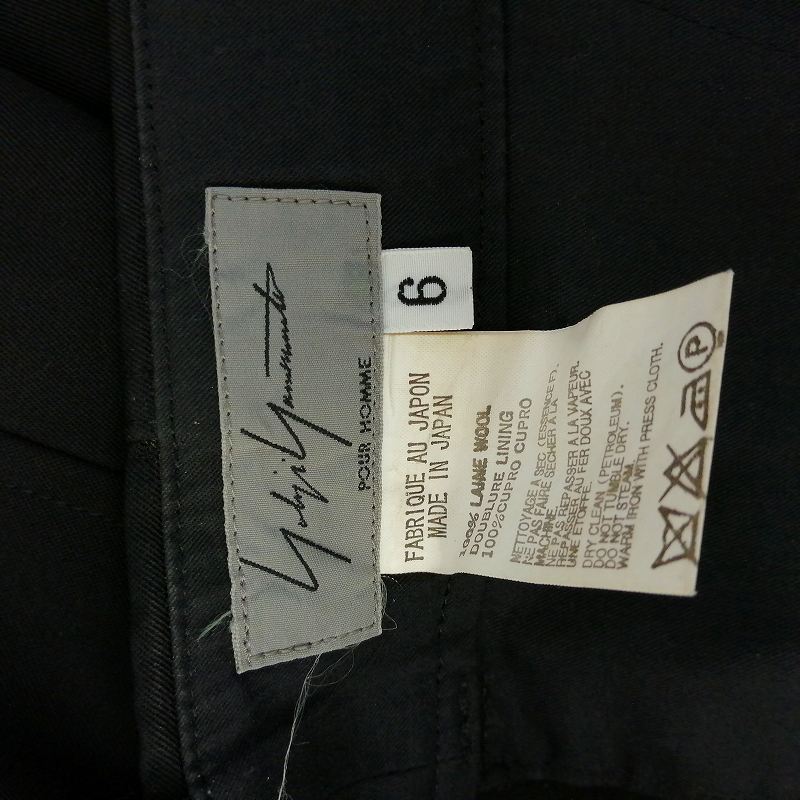 Yohji Yamamoto
POUR HOMME
6
FABRIQUE AU JAPON
MADE IN JAPAN
100% LAINE WOOL
DOUBLURE LINING
100%CUPRO CUPRO
NETTOYAGE A SEC (ESSENCE F).
NE PAS FAIRE SECHER A LA
MACHINE.
NE PAS REPASSER A LA VAPEUR.
REPASSER AU FER DOUX AVEC
UNE ETOFFE.
DRY CLEAN (PETROLEUM).
DO NOT TUMBLE DRY.
DO NOT STEAM.
WARM IRON WITH PRESS CLOTH.
P